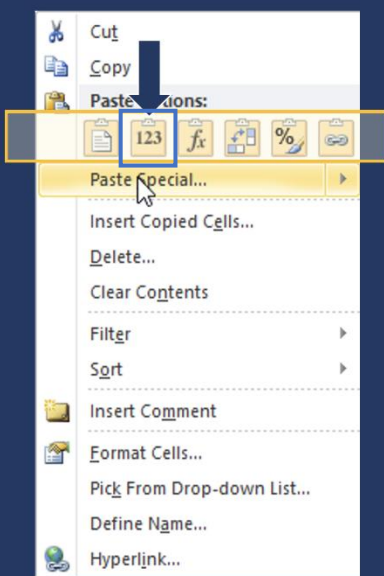 Cut
Copy
Paste ions:
123 fx %
Paste Special...
Insert Copied Cells...
Delete...
Clear Contents
Filter
Sort
Insert Comment
Format Cells...
Pick From Drop-down List...
Define Name...
Hyperlink...